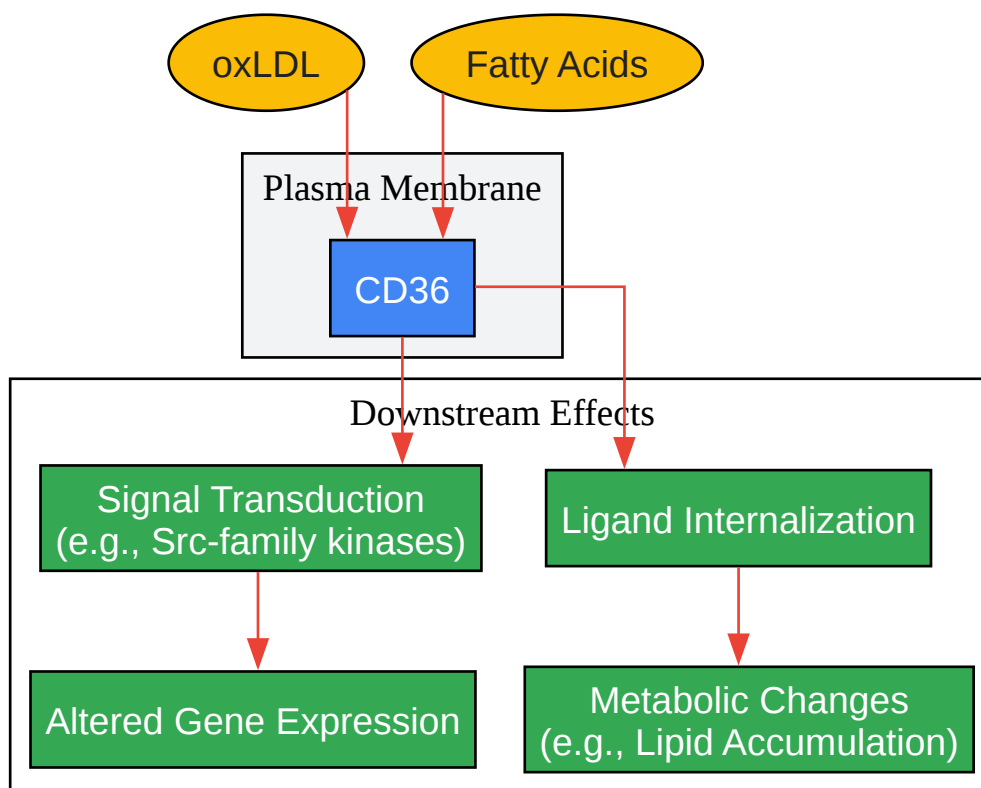 oxLDL
Fatty Acids
Plasma Membrane
CD36
Downstream Effects
Signal Transduction
(e.g., Src-family kinases)
Ligand Internalization
Altered Gene Expression
Metabolic Changes
(e.g., Lipid Accumulation)